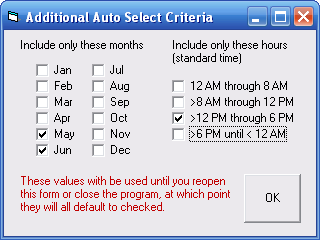 Additional Auto Select Criteria
Include only these months
Jan
Feb
Mar
Apr
May
Jun
Jul
Aug
Sep
Oct
Nov
Dec
Include only these hours
(standard time)
12 AM through 8 AM
>8 AM through 12 PM
>12 PM through 6 PM
>6 PM until < 12 AM
These values with be used until you reopen
this form or close the program, at which point
they will all default to checked.
OK